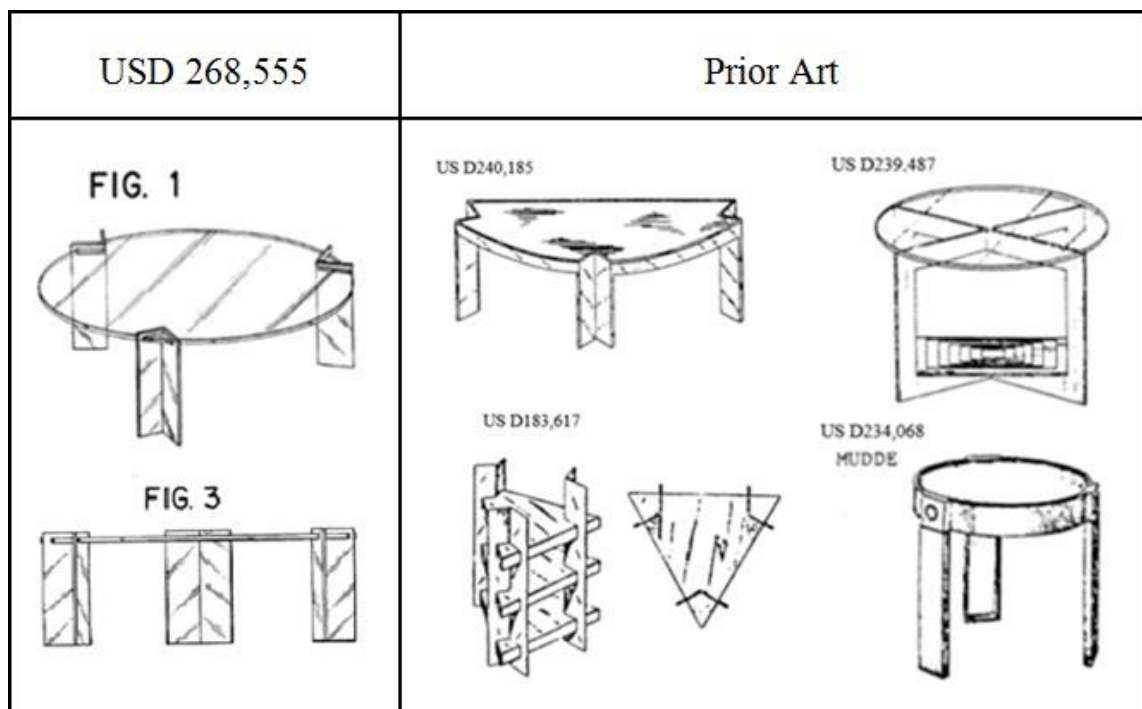 USD 268,555
Prior Art
FIG. 1
FIG. 3
US D240,185
US D239,487
US D183,617
US D234,068
MUDDE